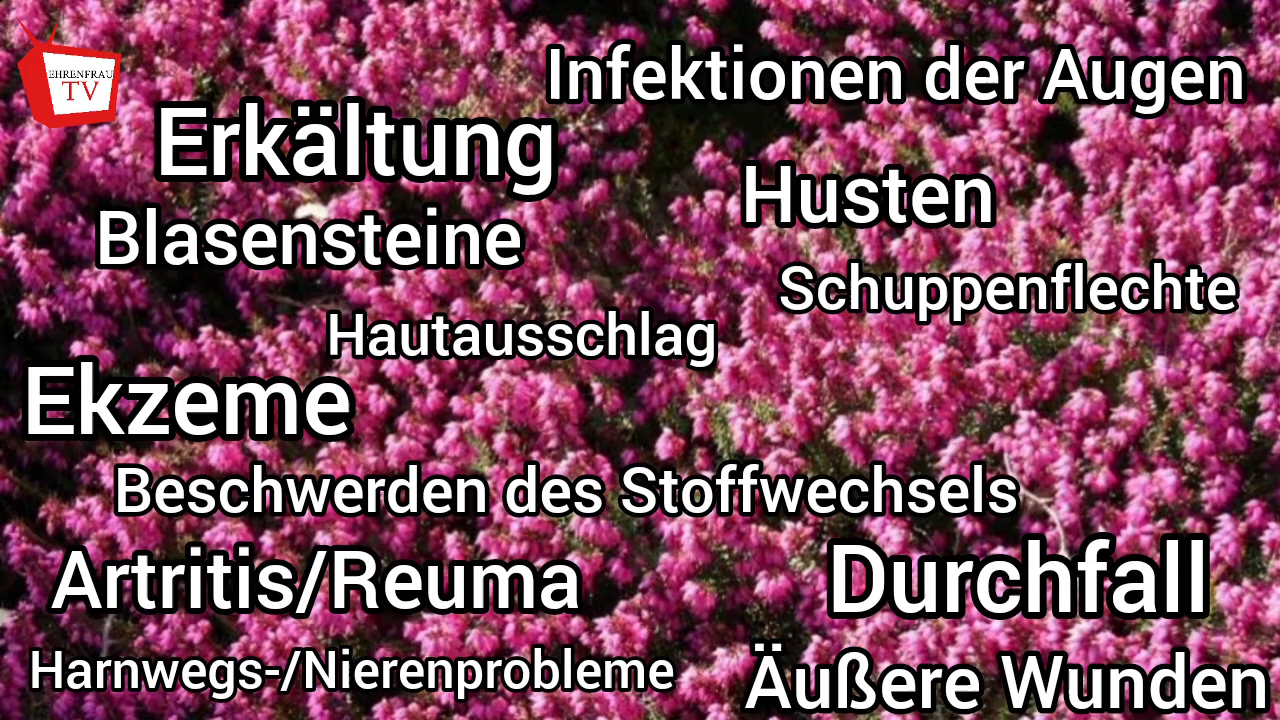 EHRENFRAU
TV
Infektionen der Augen
Erkältung
Husten
Blasensteine
Schuppenflechte
Hautausschlag
Ekzeme
Beschwerden des Stoffwechsels
Artritis/Reuma
Durchfall
Harnwegs-/Nierenprobleme
Äußere Wunden